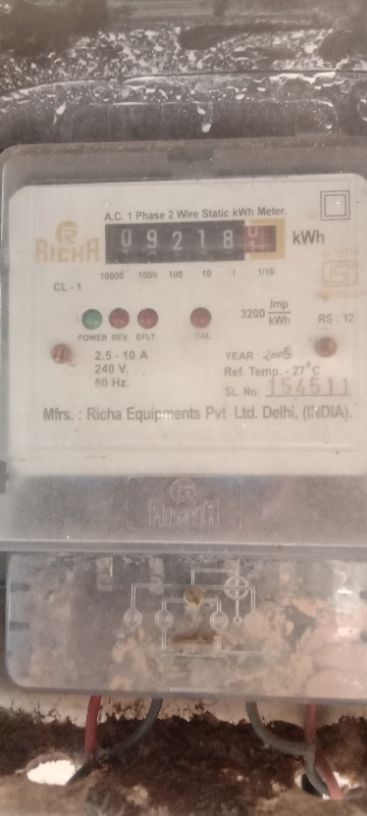 A.C. 1 Phase 2 Wire Static kWh Meter.
RICHA
09218
kWh
10000 1000 100 10 1 1/10
CL - 1
3200 Imp/kWh
RS : 12
POWER REV. EFLT CAL
2.5 - 10 A
YEAR 2008
240 V.
Ref. Temp. - 27°C
50 Hz.
SL No. 154511
Mfrs. : Richa Equipments Pvt Ltd. Delhi, (INDIA).
RICHA